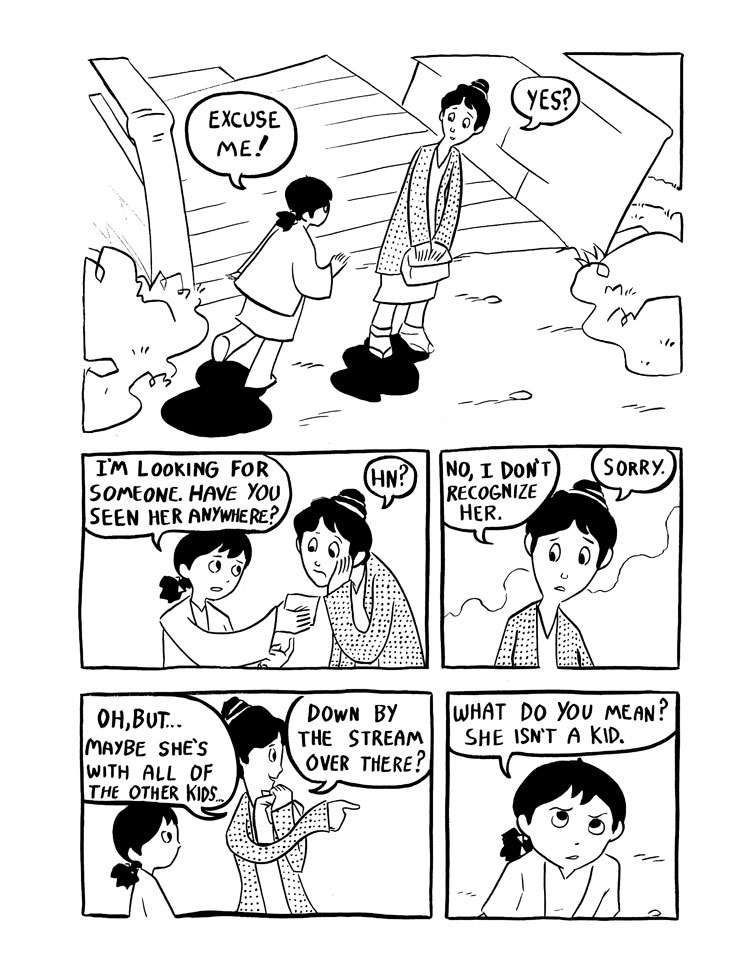 EXCUSE
ME!
YES?
I'M LOOKING FOR
SOMEONE. HAVE YOU
SEEN HER ANYWHERE?
HN?
NO, I DON'T
RECOGNIZE
HER.
SORRY.
OH, BUT...
MAYBE SHE'S
WITH ALL OF
THE OTHER KIDS...
DOWN BY
THE STREAM
OVER THERE?
WHAT DO YOU MEAN?
SHE ISN'T A KID.